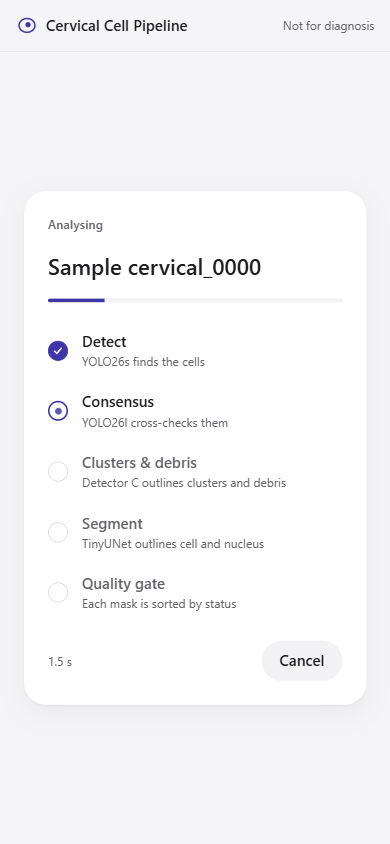 Cervical Cell Pipeline
Not for diagnosis
Analysing
Sample cervical_0000
Detect
YOLO26s finds the cells
Consensus
YOLO26l cross-checks them
Clusters & debris
Detector C outlines clusters and debris
Segment
TinyUNet outlines cell and nucleus
Quality gate
Each mask is sorted by status
1.5 s
Cancel